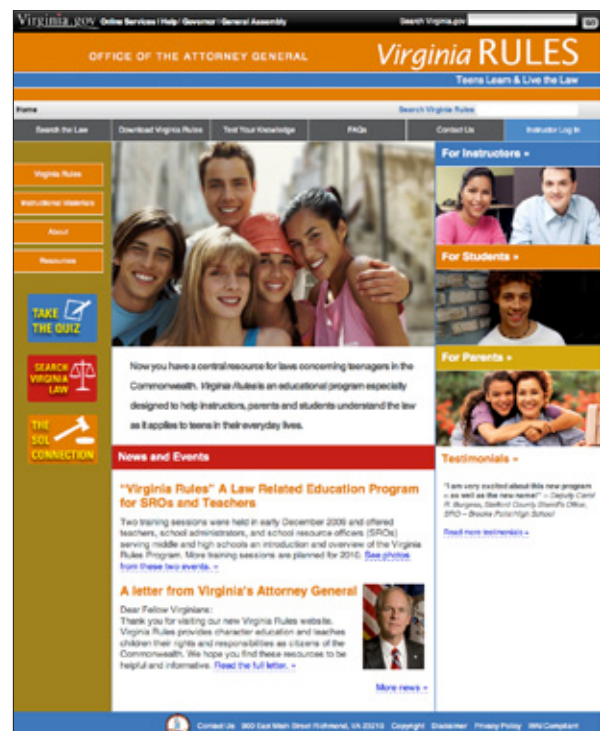 Virginia.gov Online Services | Help | Governor | General Assembly
Search Virginia.gov
GO
OFFICE OF THE ATTORNEY GENERAL
Virginia RULES
Teens Learn & Live the Law
Home
Search Virginia Rules
Search the Law
Download Virginia Rules
Test Your Knowledge
FAQs
Contact Us
Instructor Log In
Virginia Rules
Instructional Materials
About
Resources
TAKE
THE QUIZ
SEARCH
VIRGINIA
LAW
THE
SOL
CONNECTION
Now you have a central resource for laws concerning teenagers in the
Commonwealth. Virginia Rules is an educational program especially
designed to help instructors, parents and students understand the law
as it applies to teens in their everyday lives.
News and Events
"Virginia Rules" A Law Related Education Program
for SROs and Teachers
Two training sessions were held in early December 2009 and offered
teachers, school administrators, and school resource officers (SROs)
serving middle and high schools an introduction and overview of the Virginia
Rules Program. More training sessions are planned for 2010. See photos
from these two events. »
A letter from Virginia's Attorney General
Dear Fellow Virginians:
Thank you for visiting our new Virginia Rules website.
Virginia Rules provides character education and teaches
children their rights and responsibilities as citizens of the
Commonwealth. We hope you find these resources to be
helpful and informative. Read the full letter. »
More news »
For Instructors »
For Students »
For Parents »
Testimonials »
"I am very excited about this new program
– as well as the new name!" – Deputy Carol
R. Burgess, Stafford County Sheriff's Office,
SRO – Brooke Point High School
Read more testimonials »
Contact Us 900 East Main Street Richmond, VA 23219 Copyright Disclaimer Privacy Policy WAI Compliant